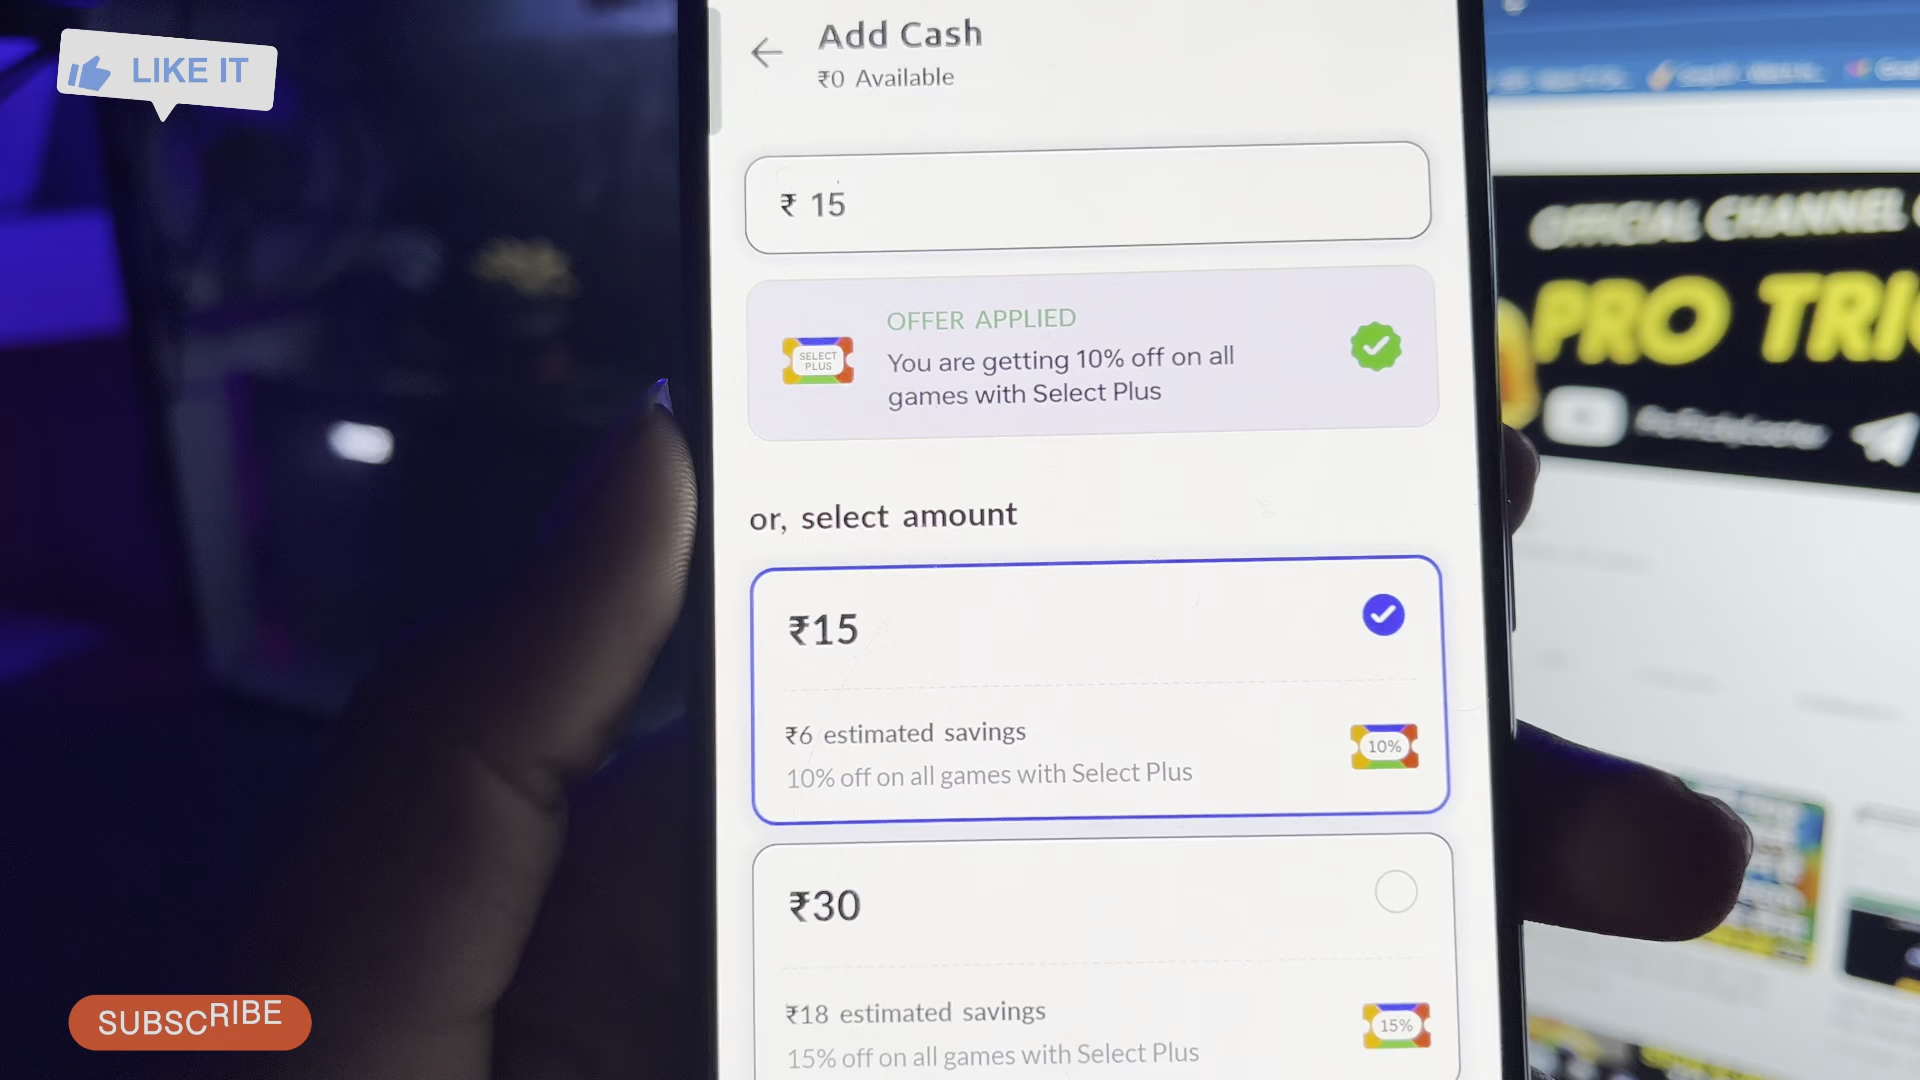 LIKE IT
Add Cash
₹0 Available
₹ 15
OFFER APPLIED
SELECT
PLUS
You are getting 10% off on all
games with Select Plus
or, select amount
₹15
₹6 estimated savings
10% off on all games with Select Plus
10%
₹30
₹18 estimated savings
15% off on all games with Select Plus
15%
SUBSCRIBE
OFFICIAL CHANNEL
PRO